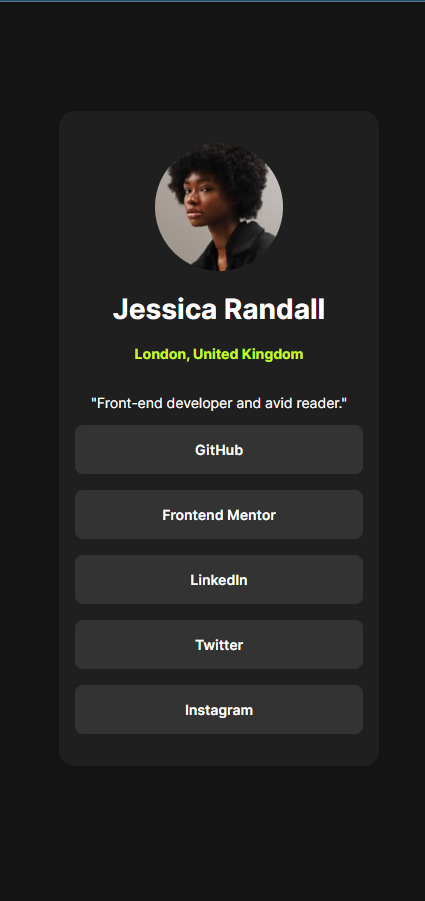 Jessica Randall
London, United Kingdom
"Front-end developer and avid reader."
GitHub
Frontend Mentor
LinkedIn
Twitter
Instagram